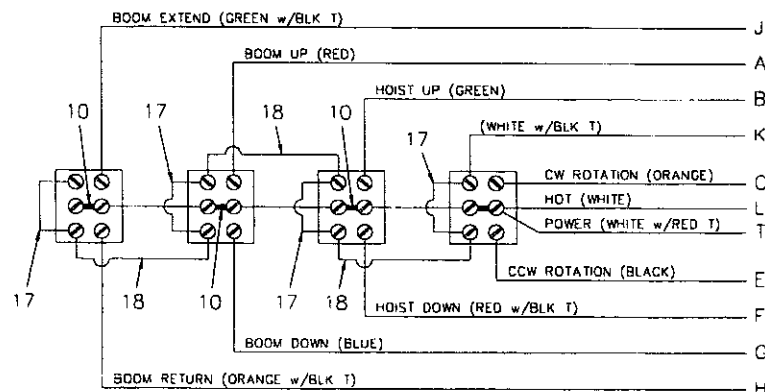 BOOM EXTEND (GREEN w/BLK T)
J
BOOM UP (RED)
A
17
18
10
HOIST UP (GREEN)
B
10
17
(WHITE w/BLK T)
K
CW ROTATION (ORANGE)
C
HOT (WHITE)
L
POWER (WHITE w/RED T)
T
17
18
10
17
18
CCW ROTATION (BLACK)
E
HOIST DOWN (RED w/BLK T)
F
BOOM DOWN (BLUE)
G
BOOM RETURN (ORANGE w/BLK T)
H